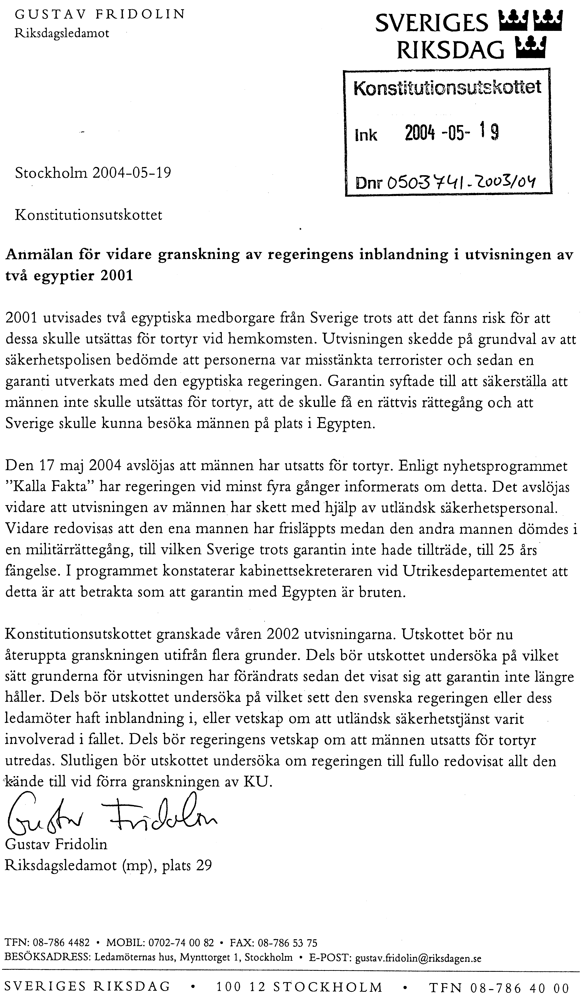 GUSTAV FRIDOLIN
Riksdagsledamot
SVERIGES
RIKSDAG
Konstitutionsutskottet
Ink 2004-05-19
Dnr 0503741-2003/04
Stockholm 2004-05-19
Konstitutionsutskottet
Anmälan för vidare granskning av regeringens inblandning i utvisningen av
två egyptier 2001
2001 utvisades två egyptiska medborgare från Sverige trots att det fanns risk för att
dessa skulle utsättas för tortyr vid hemkomsten. Utvisningen skedde på grundval av att
säkerhetspolisen bedömde att personerna var misstänkta terrorister och sedan en
garanti utverkats med den egyptiska regeringen. Garantin syftade till att säkerställa att
männen inte skulle utsättas för tortyr, att de skulle få en rättvis rättegång och att
Sverige skulle kunna besöka männen på plats i Egypten.
Den 17 maj 2004 avslöjas att männen har utsatts för tortyr. Enligt nyhetsprogrammet
”Kalla Fakta” har regeringen vid minst fyra gånger informerats om detta. Det avslöjas
vidare att utvisningen av männen har skett med hjälp av utländsk säkerhetspersonal.
Vidare redovisas att den ena mannen har frisläppts medan den andra mannen dömdes i
en militärrättegång, till vilken Sverige trots garantin inte hade tillträde, till 25 års
fängelse. I programmet konstaterar kabinettsekreteraren vid Utrikesdepartementet att
detta är att betrakta som att garantin med Egypten är bruten.
Konstitutionsutskottet granskade våren 2002 utvisningarna. Utskottet bör nu
återuppta granskningen utifrån flera grunder. Dels bör utskottet undersöka på vilket
sätt grunderna för utvisningen har förändrats sedan det visat sig att garantin inte längre
håller. Dels bör utskottet undersöka på vilket sett den svenska regeringen eller dess
ledamöter haft inblandning i, eller vetskap om att utländsk säkerhetstjänst varit
involverad i fallet. Dels bör regeringens vetskap om att männen utsatts för tortyr
utredas. Slutligen bör utskottet undersöka om regeringen till fullo redovisat allt den
kände till vid förra granskningen av KU.
Gustav Fridolin
Gustav Fridolin
Riksdagsledamot (mp), plats 29
TFN: 08-786 4482 • MOBIL: 0702-74 00 82 • FAX: 08-786 53 75
BESÖKSADRESS: Ledamöternas hus, Mynttorget 1, Stockholm • E-POST: gustav.fridolin@riksdagen.se
SVERIGES RIKSDAG • 100 12 STOCKHOLM • TFN 08-786 40 00